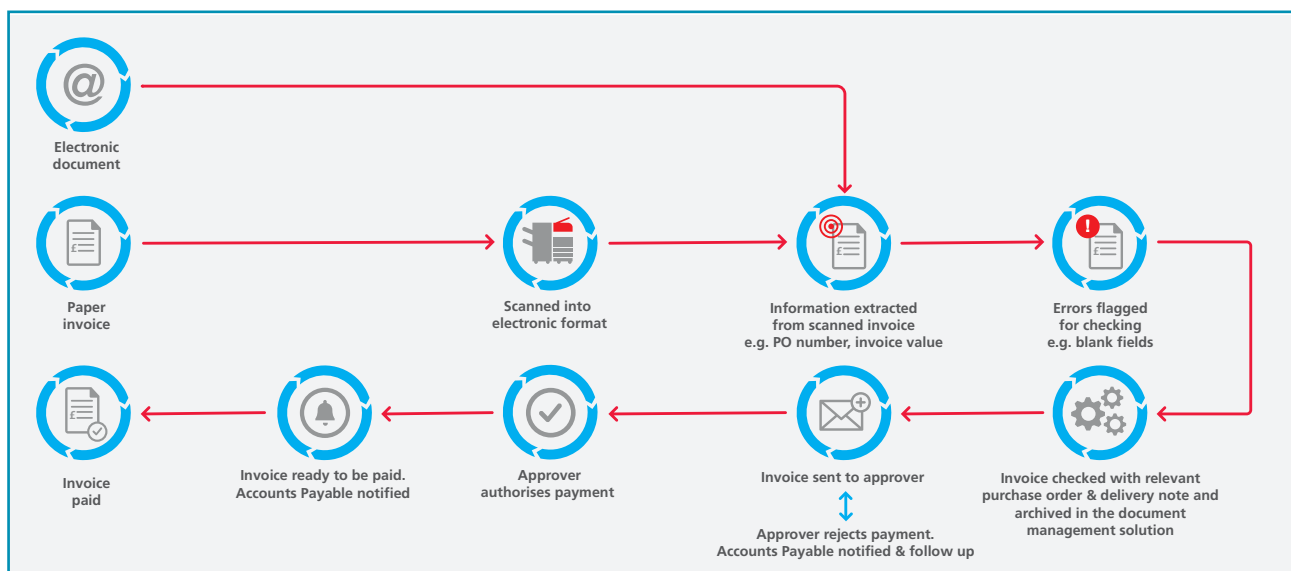 @
Electronic
document
£
Paper
invoice
Scanned into
electronic format
£
Information extracted
from scanned invoice
e.g. PO number, invoice value
!
£
Errors flagged
for checking
e.g. blank fields
£
Invoice
paid
Invoice ready to be paid.
Accounts Payable notified
Approver
authorises payment
Invoice sent to approver
Approver rejects payment.
Accounts Payable notified & follow up
Invoice checked with relevant
purchase order & delivery note and
archived in the document
management solution